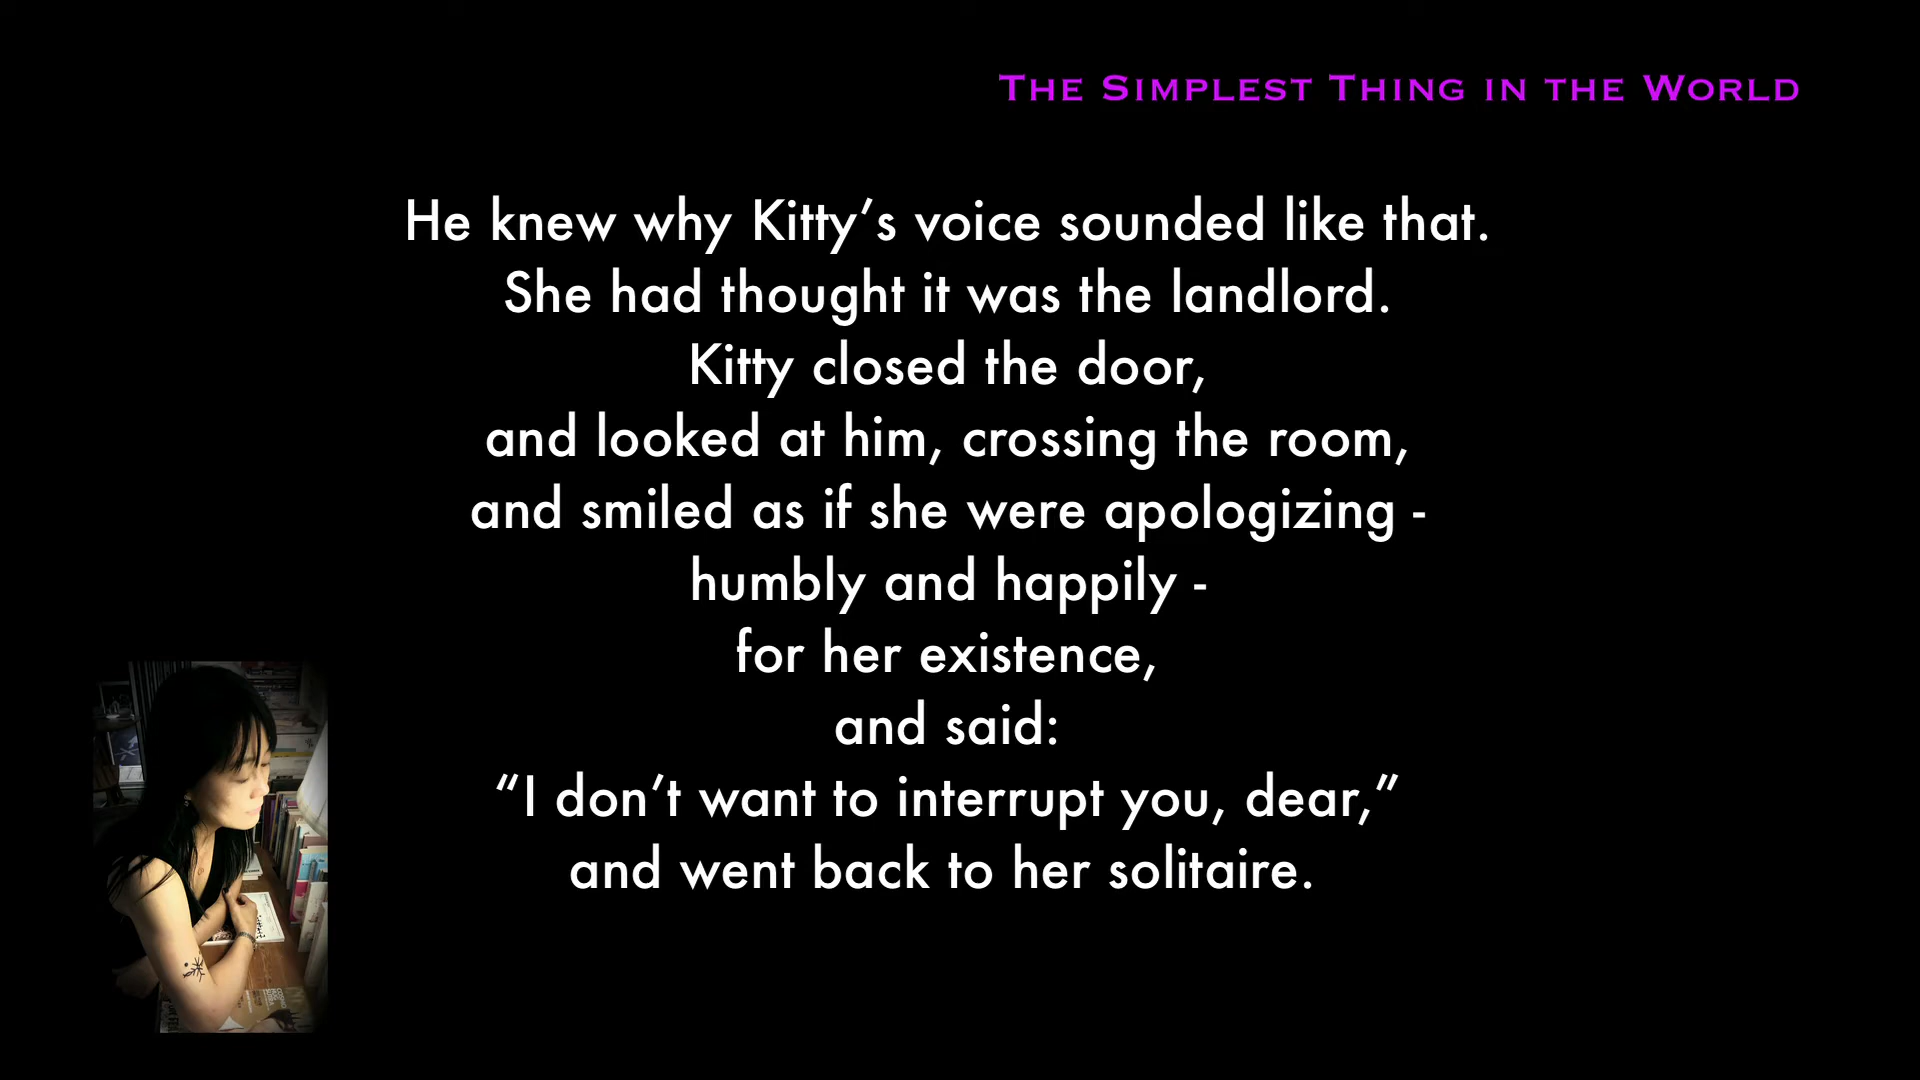 The Simplest Thing in the World
He knew why Kitty’s voice sounded like that.
She had thought it was the landlord.
Kitty closed the door,
and looked at him, crossing the room,
and smiled as if she were apologizing -
humbly and happily -
for her existence,
and said:
“I don’t want to interrupt you, dear,”
and went back to her solitaire.